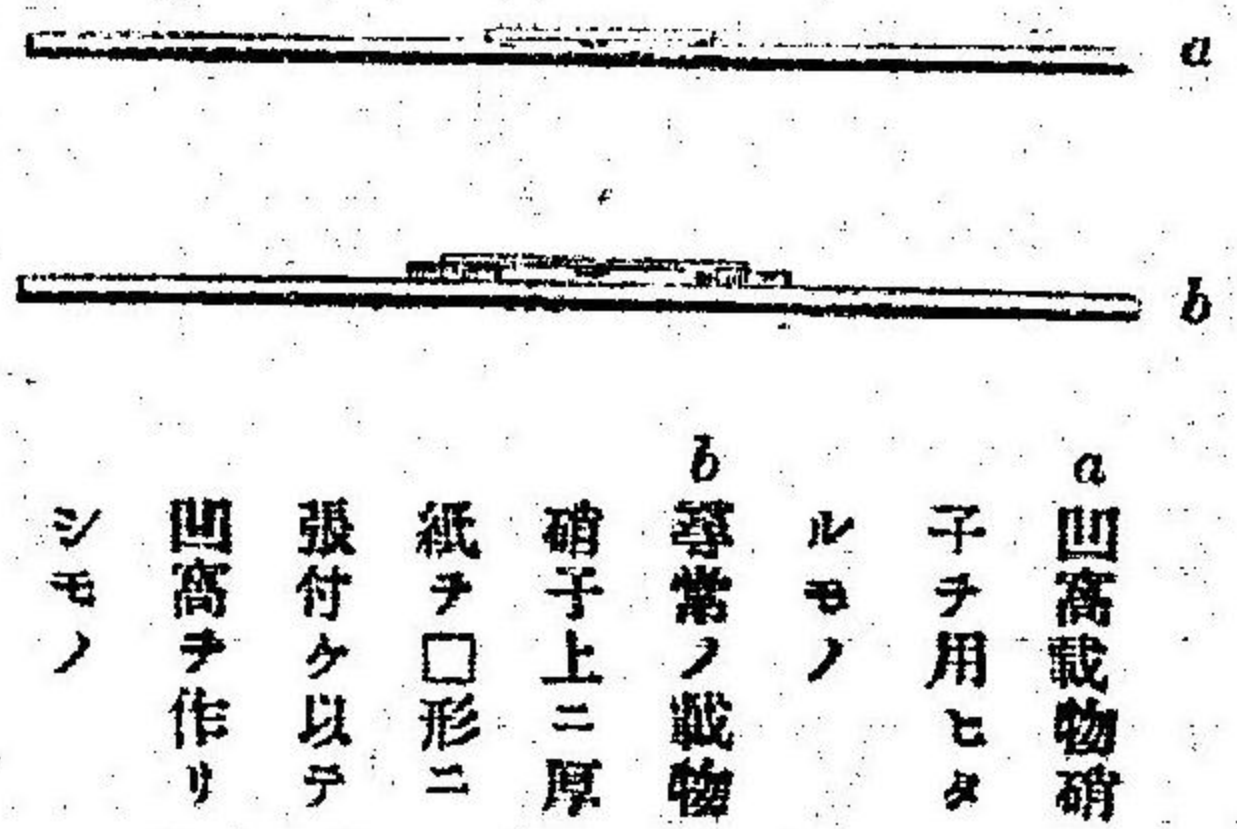 a
b
a 凹窩載物硝
子ヲ用ヒタ
ルモノ
b 尋常ノ載物
硝子上ニ厚
紙ヲ□形ニ
張付ケ以テ
凹窩ヲ作リ
シモノ